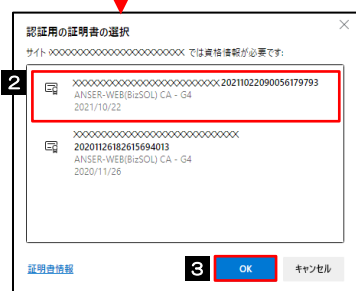 認証用の証明書の選択
サイト XXXXXXXXXXXXXXXXXXXXXXX では資格情報が必要です:
2
XXXXXXXXXXXXXXXXXXXXXXXXX 20211022090056179793
ANSER-WEB(BizSOL) CA - G4
2021/10/22
XXXXXXXXXXXXXXXXXXXXXXXXXXXX
20201126182615694013
ANSER-WEB(BizSOL) CA - G4
2020/11/26
証明書情報
3
OK
キャンセル